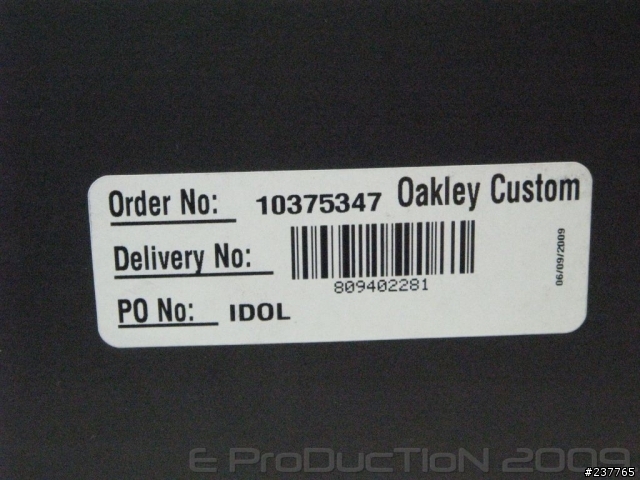 Order No: 10375347 Oakley Custom
Delivery No:
809402281
PO No: IDOL
06/09/2009
E ProDucTioN 2009
#237765